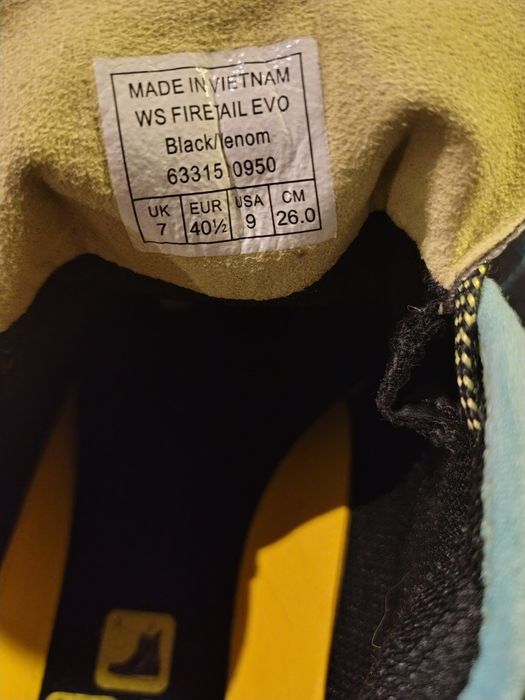 MADE IN VIETNAM
WS FIRETAIL EVO
Black/Venom
63315 0950
UK EUR USA CM
7 40½ 9 26.0